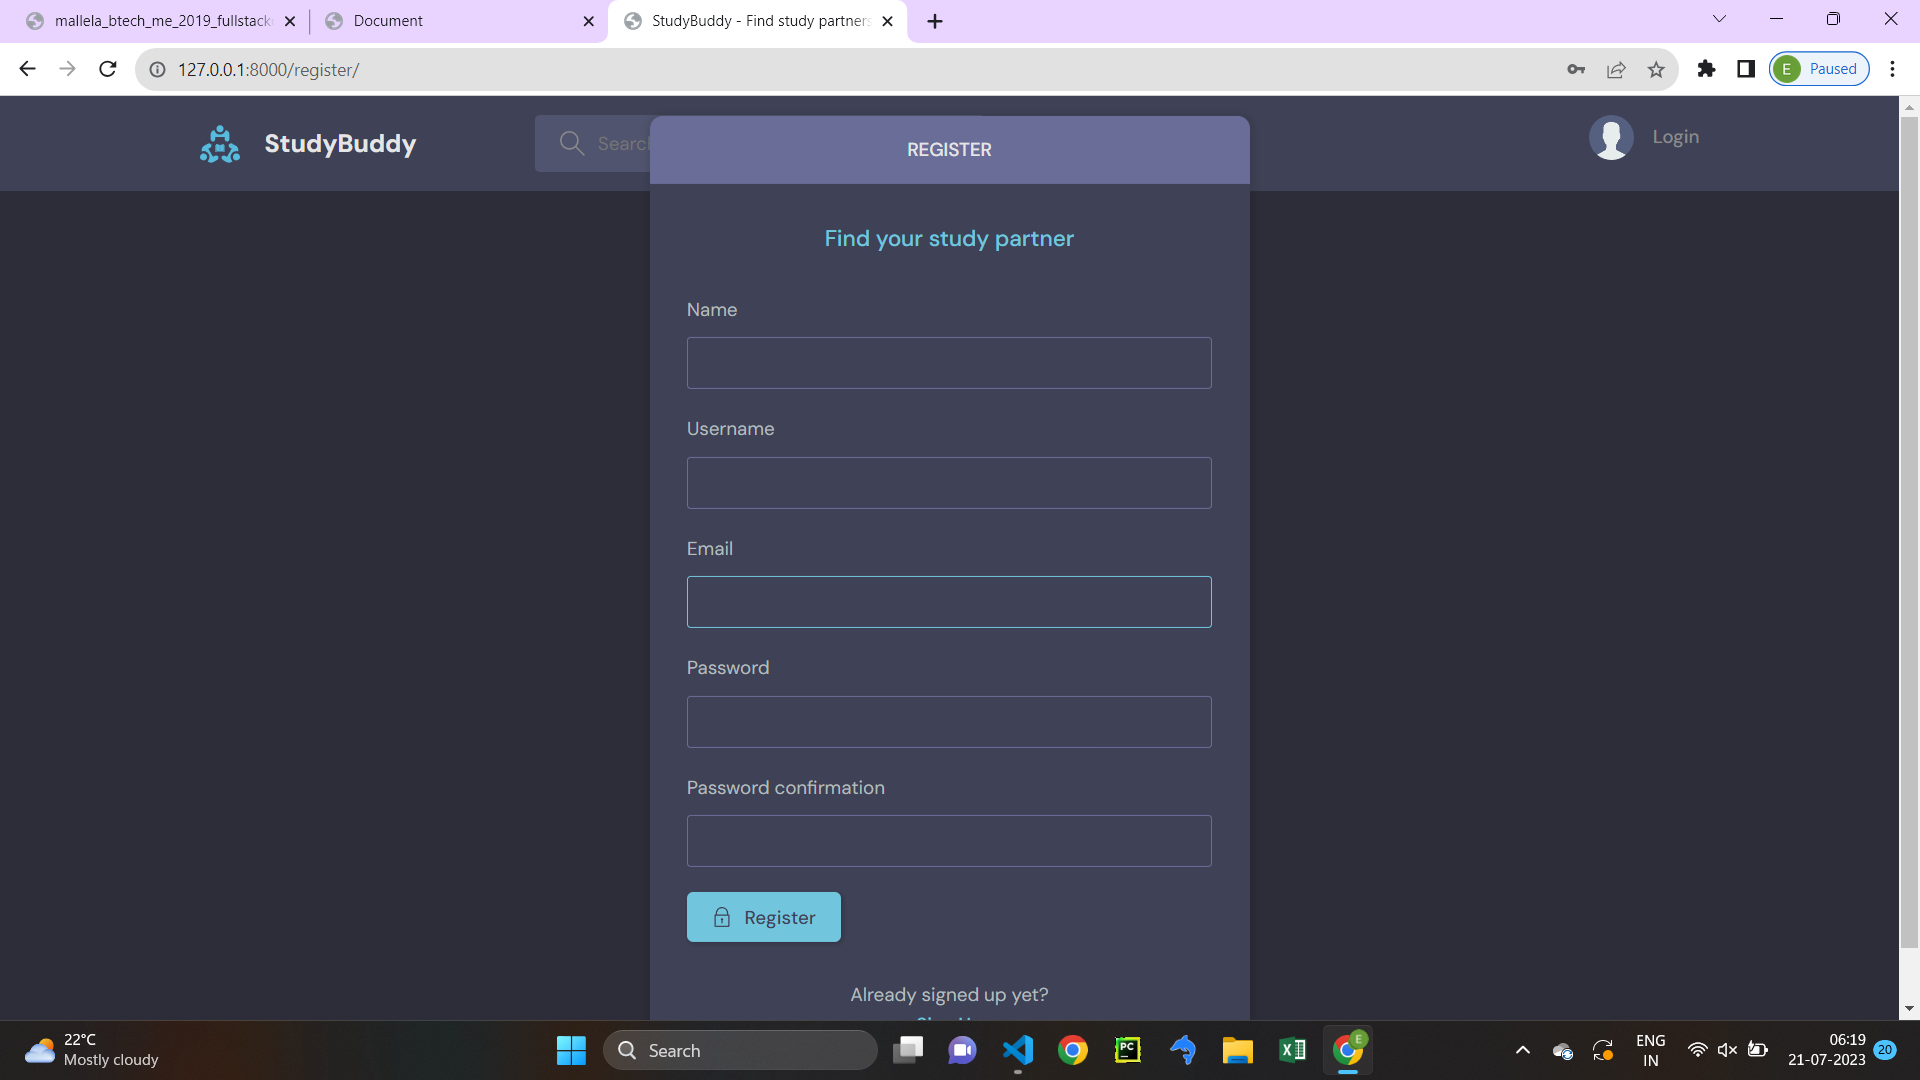 mallela_btech_me_2019_fullstack
Document
StudyBuddy - Find study partners
127.0.0.1:8000/register/
E
Paused
StudyBuddy
Search
REGISTER
Login
Find your study partner
Name
Username
Email
Password
Password confirmation
Register
Already signed up yet?
22°C
Mostly cloudy
Search
PC
E
ENG
IN
06:19
21-07-2023
20